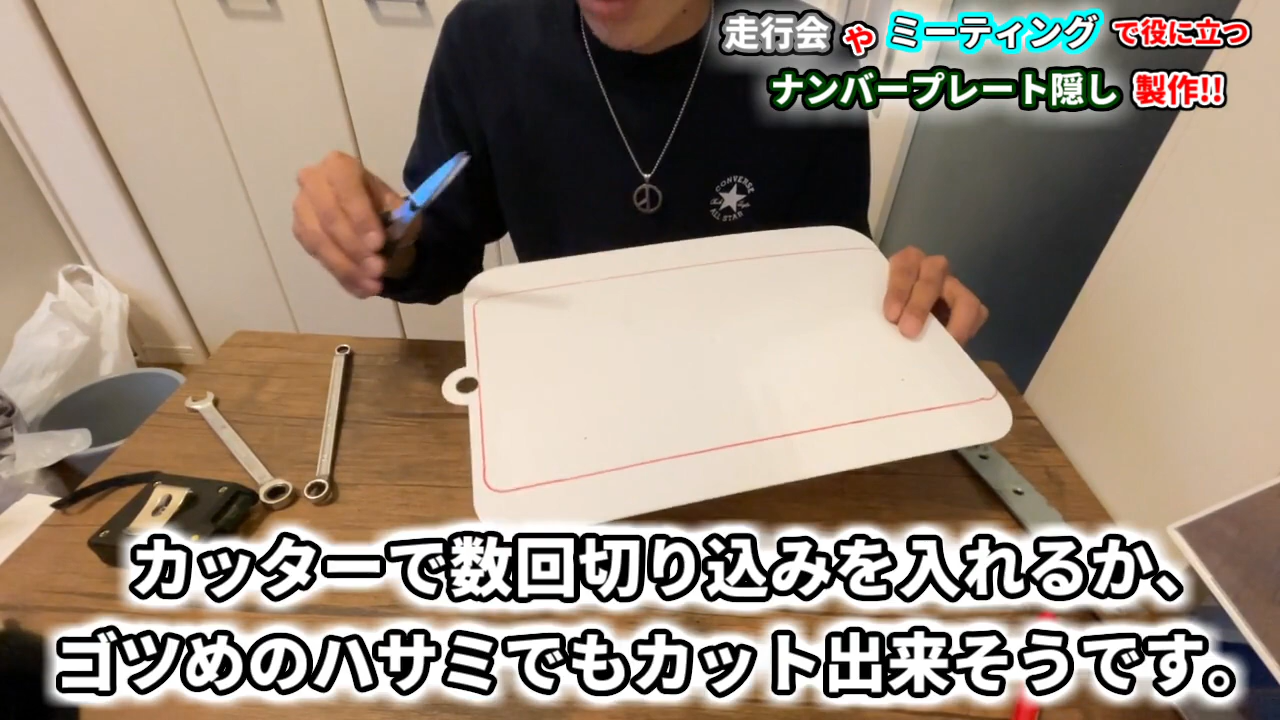 走行会やミーティングで役に立つ
ナンバープレート隠し製作!!
CONVERSE
ALL STAR
カッターで数回切り込みを入れるか、
ゴツめのハサミでもカット出来そうです。